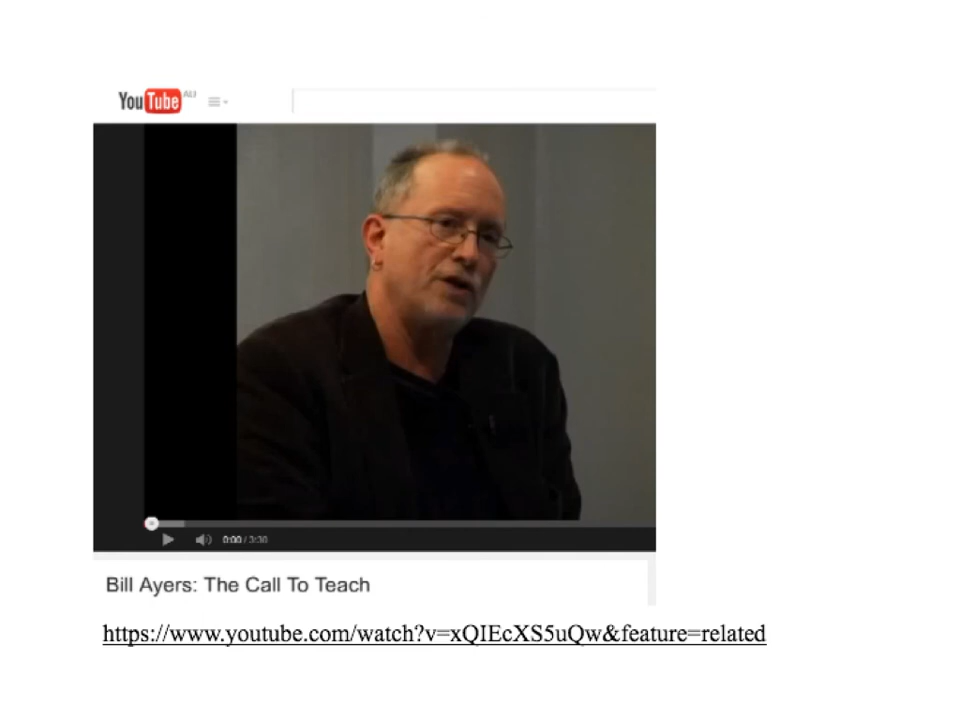 YouTube AU
0:00 / 3:30
Bill Ayers: The Call To Teach
https://www.youtube.com/watch?v=xQIEcXS5uQw&feature=related